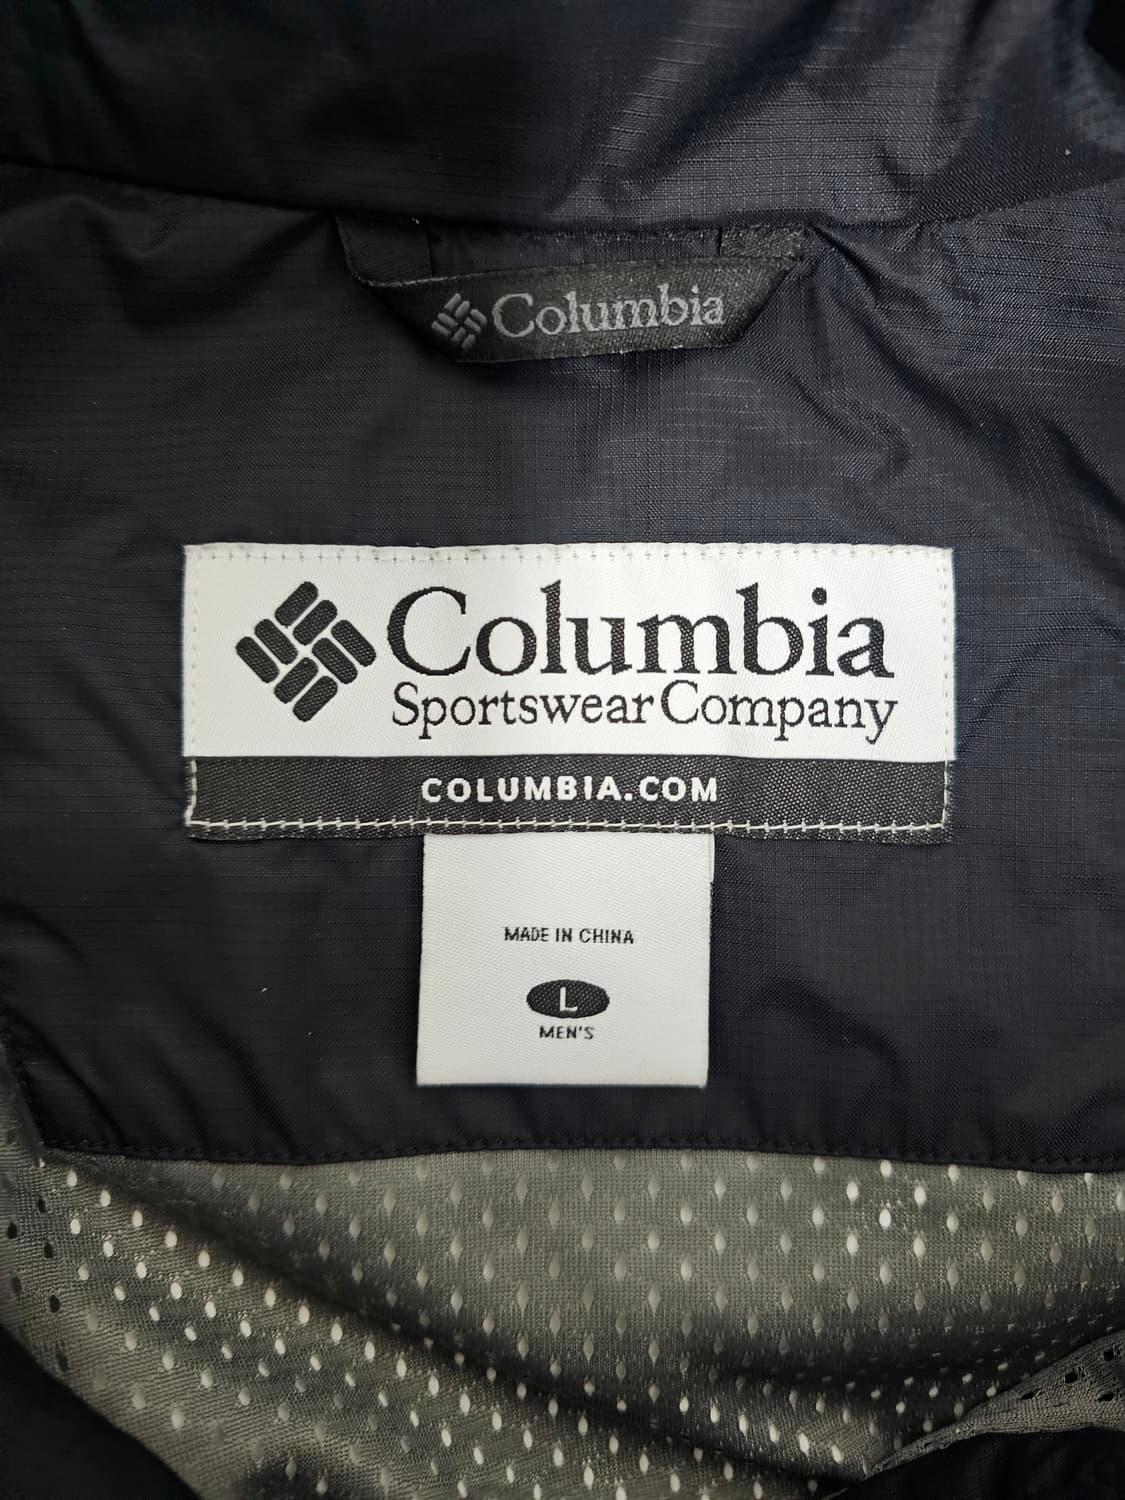 Columbia
Columbia
Sportswear Company
COLUMBIA.COM
MADE IN CHINA
L
MEN'S